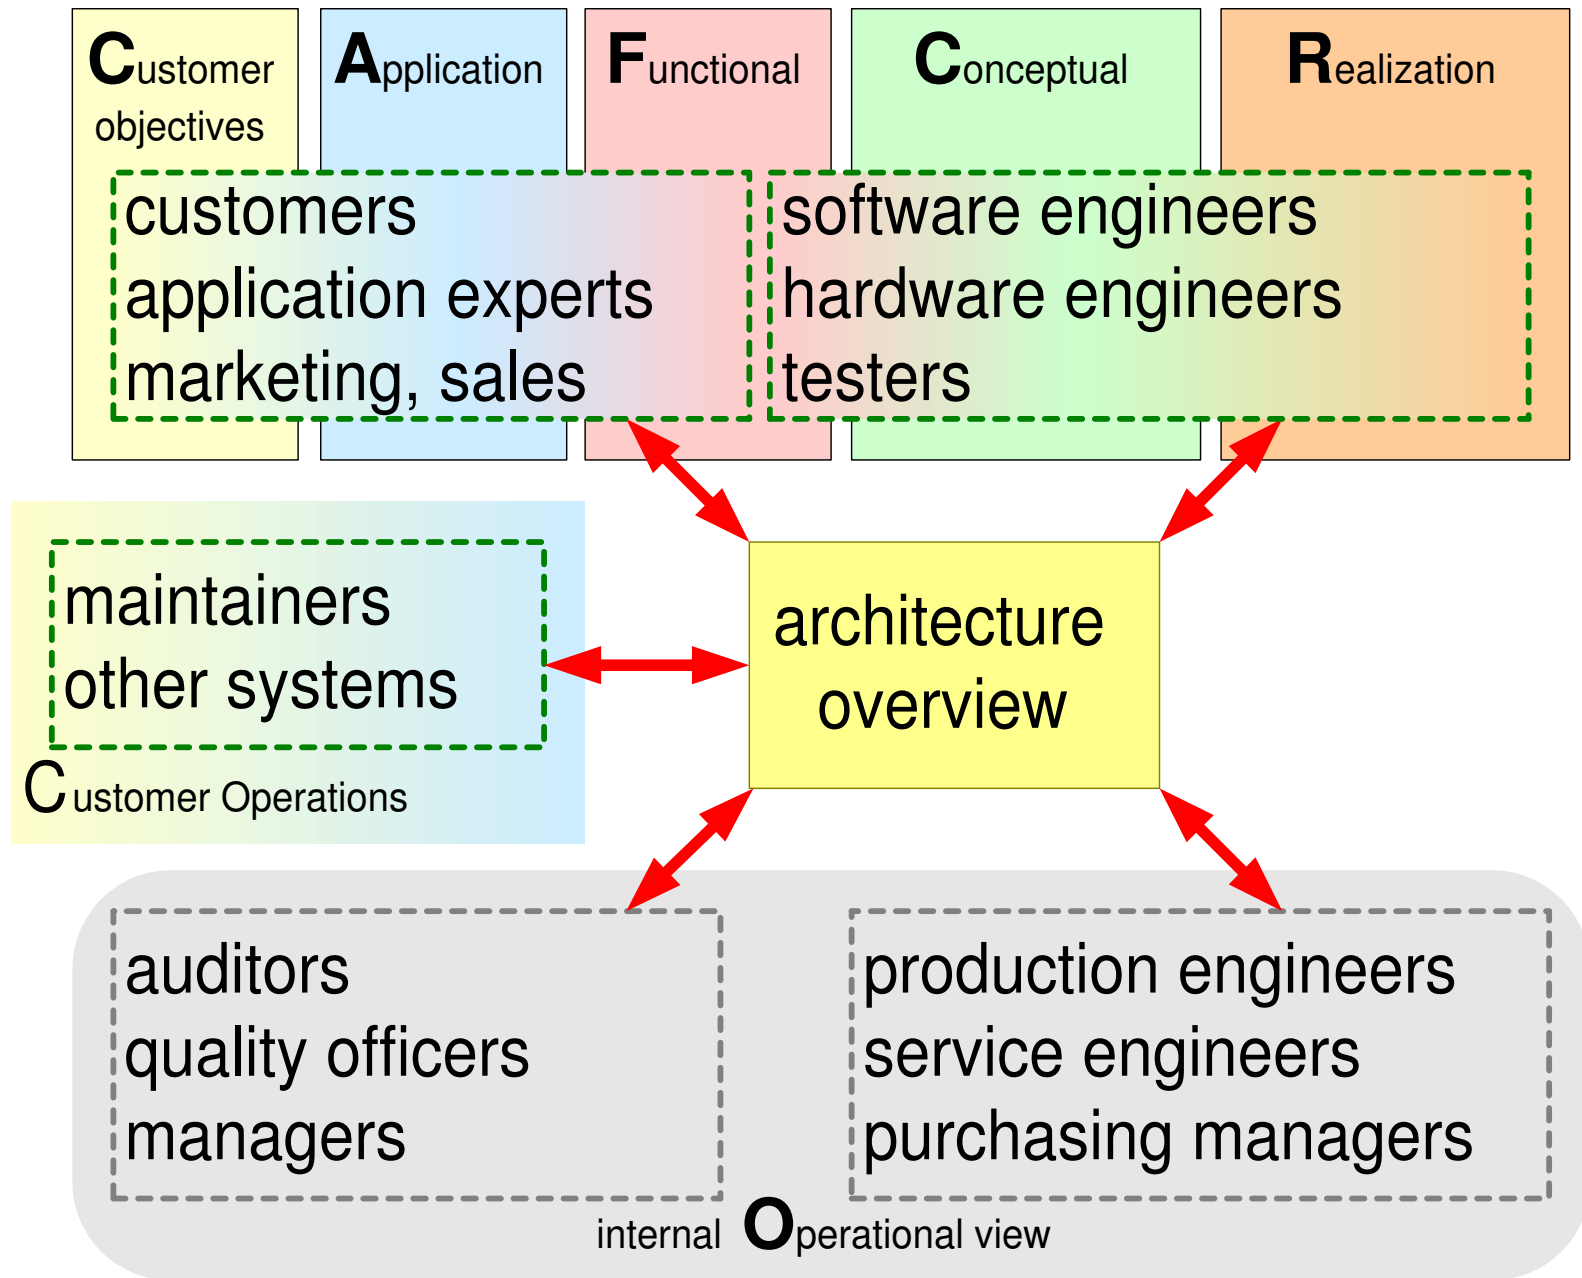 Customer
objectives
Application
Functional
Conceptual
Realization
customers
application experts
marketing, sales
software engineers
hardware engineers
testers
maintainers
other systems
Customer Operations
architecture
overview
auditors
quality officers
managers
production engineers
service engineers
purchasing managers
internal Operational view